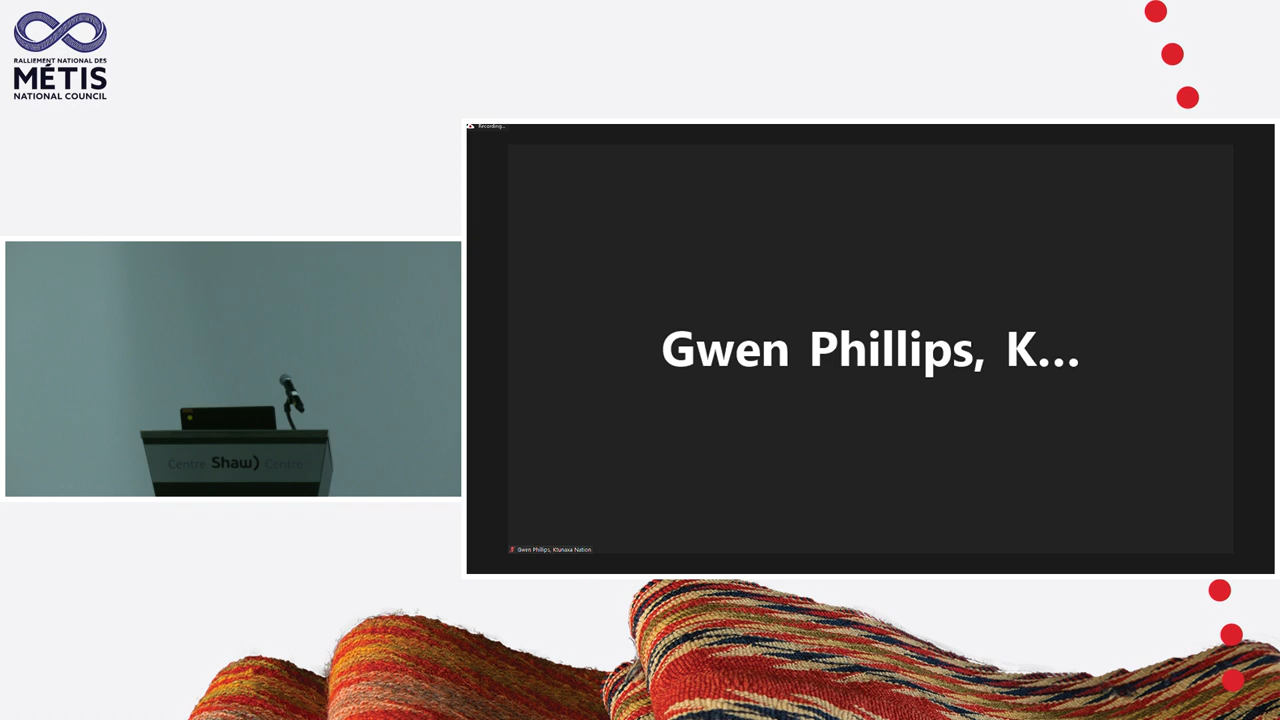 RALLIEMENT NATIONAL DES
MÉTIS
NATIONAL COUNCIL
Recording...
Gwen Phillips, K...
Centre Shaw) Centre
Gwen Phillips, Ktunaxa Nation